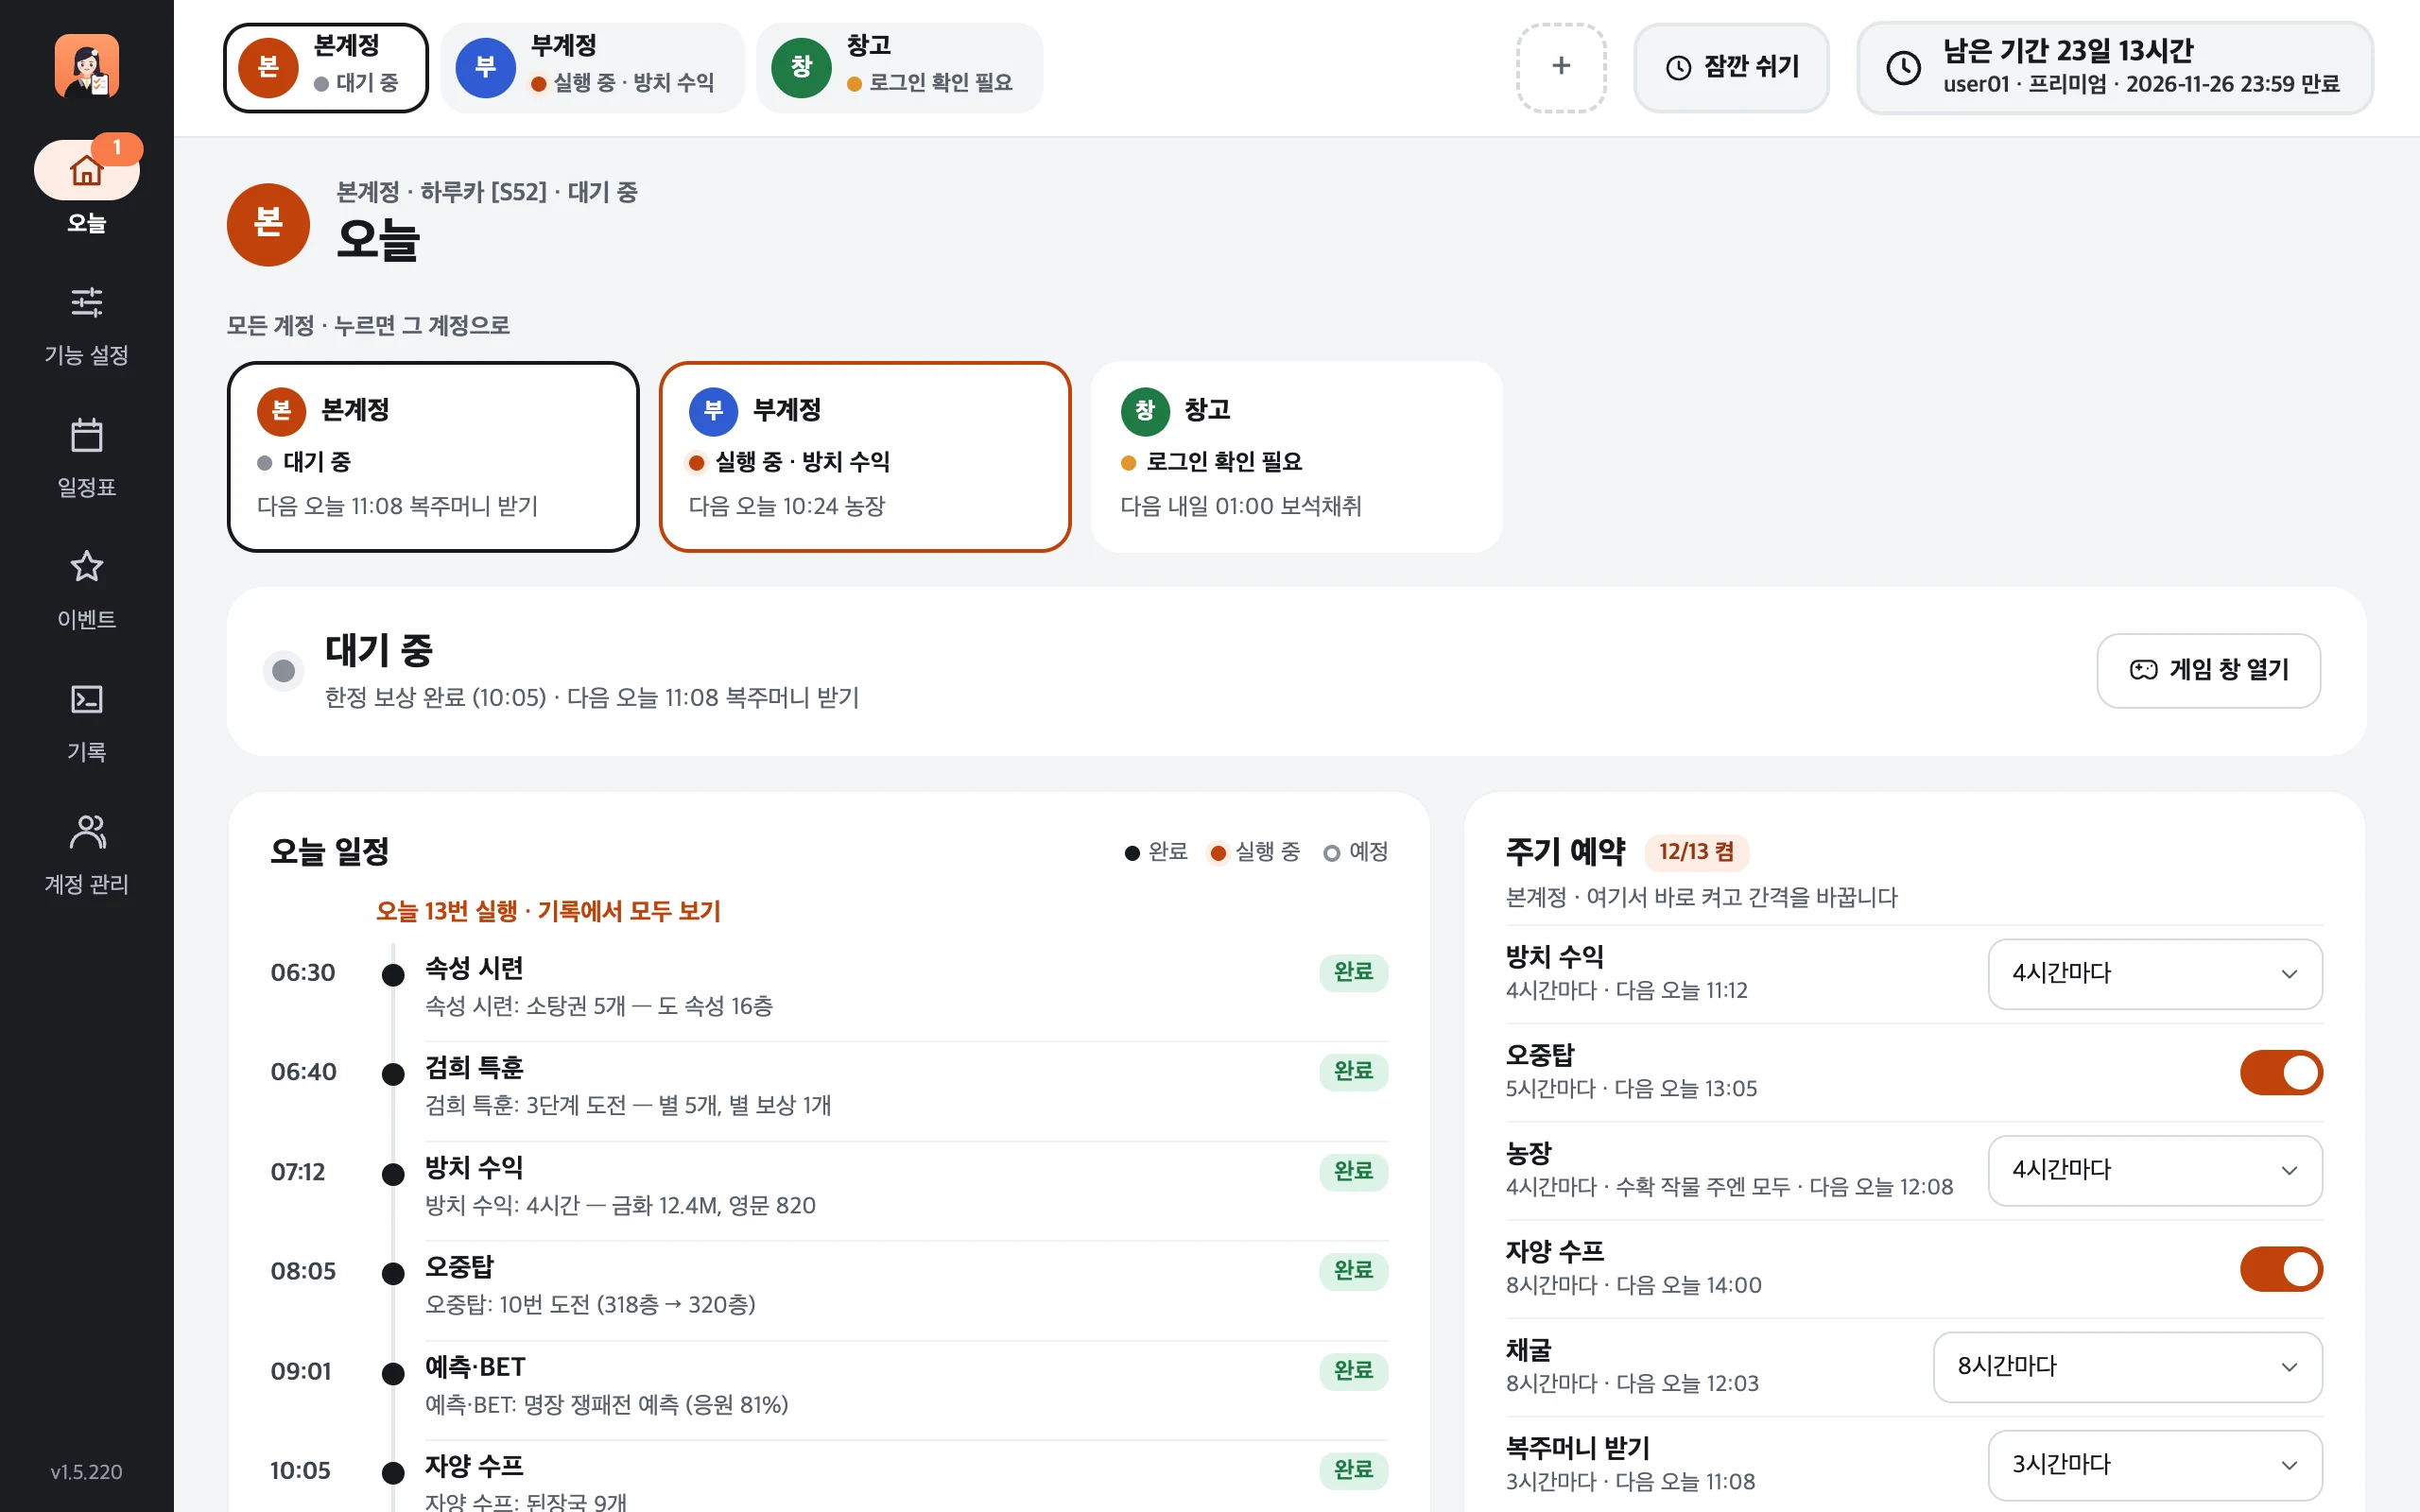 1
오늘
기능 설정
일정표
이벤트
기록
계정 관리
v1.5.220
본
본계정
대기 중
부
부계정
실행 중 · 방치 수익
창
창고
로그인 확인 필요
+
잠깐 쉬기
남은 기간 23일 13시간
user01 · 프리미엄 · 2026-11-26 23:59 만료
본
본계정 · 하루카 [S52] · 대기 중
오늘
모든 계정 · 누르면 그 계정으로
본
본계정
대기 중
다음 오늘 11:08 복주머니 받기
부
부계정
실행 중 · 방치 수익
다음 오늘 10:24 농장
창
창고
로그인 확인 필요
다음 내일 01:00 보석채취
대기 중
한정 보상 완료 (10:05) · 다음 오늘 11:08 복주머니 받기
게임 창 열기
오늘 일정
완료
실행 중
예정
오늘 13번 실행 · 기록에서 모두 보기
06:30
속성 시련
완료
속성 시련: 소탕권 5개 — 도 속성 16층
06:40
검희 특훈
완료
검희 특훈: 3단계 도전 — 별 5개, 별 보상 1개
07:12
방치 수익
완료
방치 수익: 4시간 — 금화 12.4M, 영문 820
08:05
오중탑
완료
오중탑: 10번 도전 (318층 → 320층)
09:01
예측·BET
완료
예측·BET: 명장 쟁패전 예측 (응원 81%)
10:05
자양 수프
완료
자양 수프: 된장국 9개
주기 예약
12/13 켬
본계정 · 여기서 바로 켜고 간격을 바꿉니다
방치 수익
4시간마다 · 다음 오늘 11:12
4시간마다
오중탑
5시간마다 · 다음 오늘 13:05
농장
4시간마다 · 수확 작물 주엔 모두 · 다음 오늘 12:08
4시간마다
자양 수프
8시간마다 · 다음 오늘 14:00
채굴
8시간마다 · 다음 오늘 12:03
8시간마다
복주머니 받기
3시간마다 · 다음 오늘 11:08
3시간마다